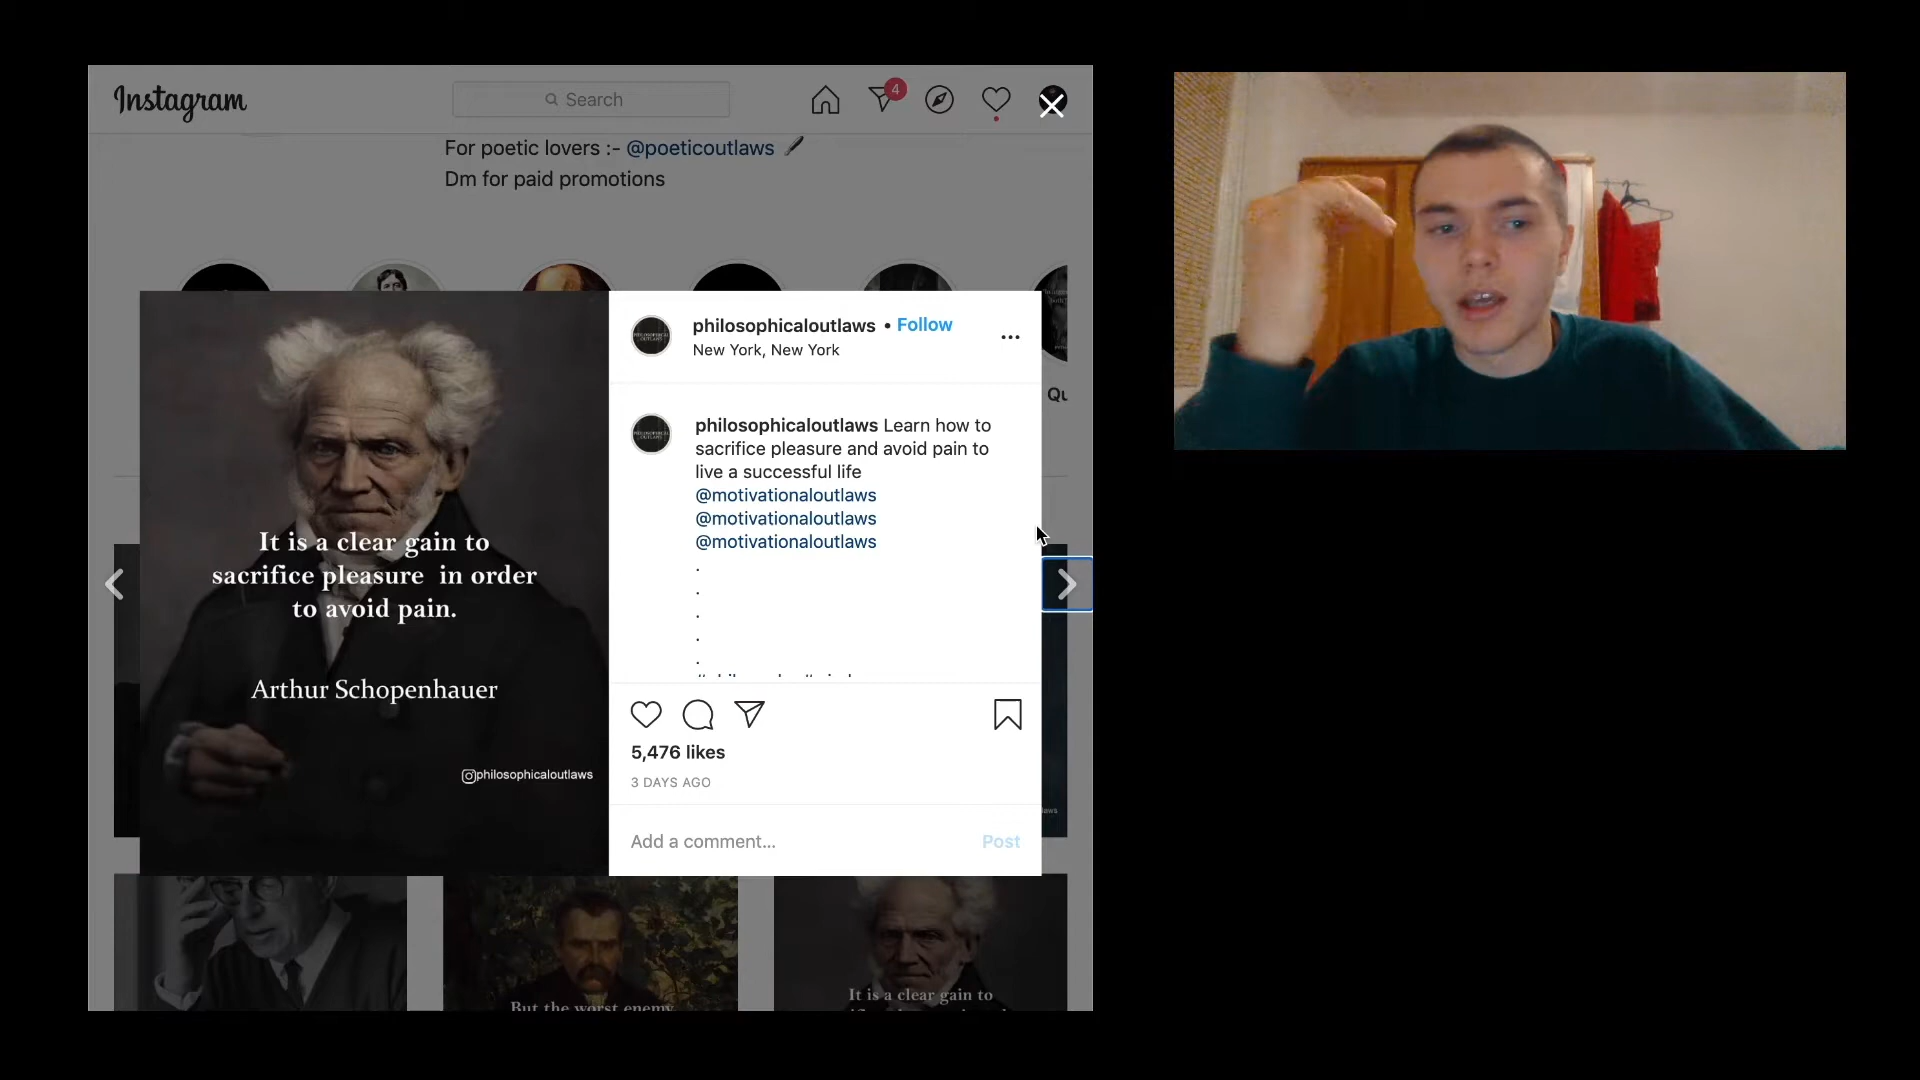 Instagram
Search
4
For poetic lovers :- @poeticoutlaws
Dm for paid promotions
Qu
It is a clear gain to
sacrifice pleasure in order
to avoid pain.
Arthur Schopenhauer
philosophicaloutlaws
philosophicaloutlaws • Follow
New York, New York
philosophicaloutlaws Learn how to
sacrifice pleasure and avoid pain to
live a successful life
@motivationaloutlaws
@motivationaloutlaws
@motivationaloutlaws
.
.
.
.
.
5,476 likes
3 DAYS AGO
Add a comment...
Post
But the worst enemy
It is a clear gain to